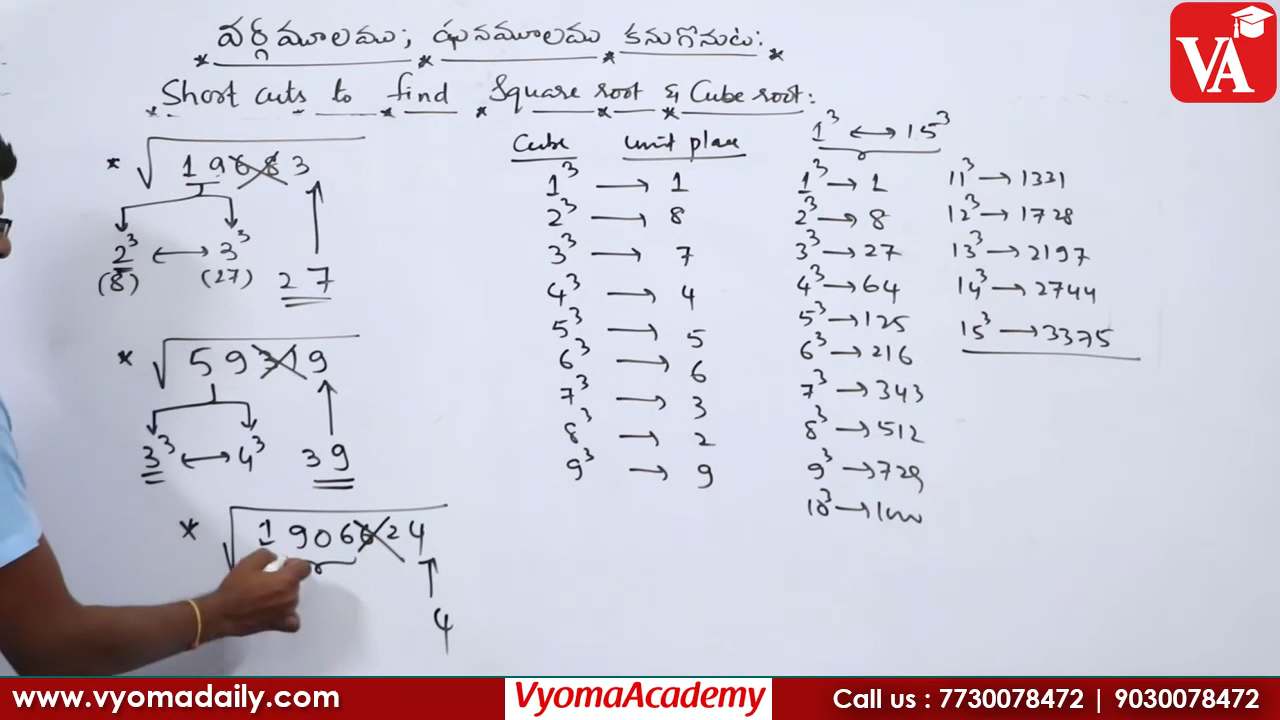 వర్గమూలము; ఘనమూలము కనుగొనుట:
Short cuts to find Square root & Cube root:
VA
* √19683
2³ ↔ 3³
(8) (27) 27
* √59319
3³ ↔ 4³ 39
* √1906624
4
Cube unit place
1³ → 1
2³ → 8
3³ → 7
4³ → 4
5³ → 5
6³ → 6
7³ → 3
8³ → 2
9³ → 9
1³ ↔ 15³
1³ → 1
2³ → 8
3³ → 27
4³ → 64
5³ → 125
6³ → 216
7³ → 343
8³ → 512
9³ → 729
10³ → 1000
11³ → 1331
12³ → 1728
13³ → 2197
14³ → 2744
15³ → 3375
www.vyomadaily.com
VyomaAcademy
Call us : 7730078472 | 9030078472